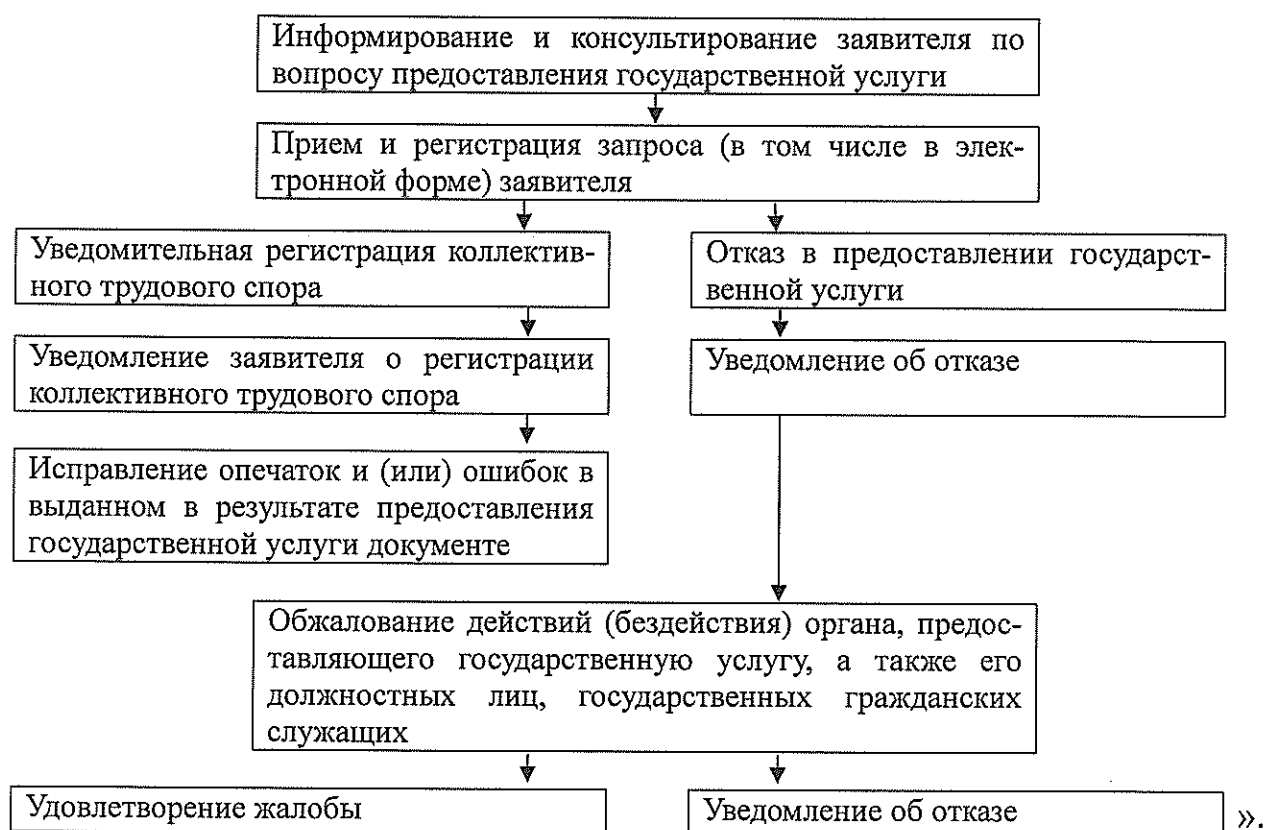 Информирование и консультирование заявителя по
вопросу предоставления государственной услуги
Прием и регистрация запроса (в том числе в элек-
тронной форме) заявителя
Уведомительная регистрация коллектив-
ного трудового спора
Отказ в предоставлении государст-
венной услуги
Уведомление заявителя о регистрации
коллективного трудового спора
Уведомление об отказе
Исправление опечаток и (или) ошибок в
выданном в результате предоставления
государственной услуги документе
Обжалование действий (бездействия) органа, предос-
тавляющего государственную услугу, а также его
должностных лиц, государственных гражданских
служащих
Удовлетворение жалобы
Уведомление об отказе
».